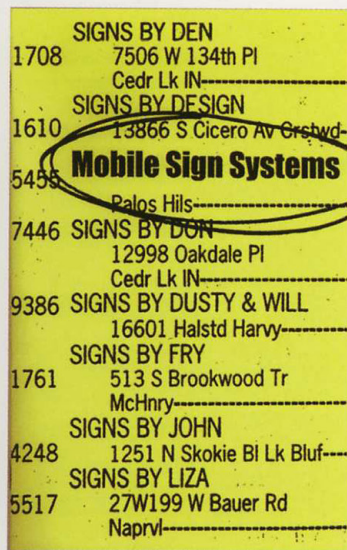 SIGNS BY DEN
1708 7506 W 134th Pl
Cedr Lk IN
SIGNS BY DESIGN
1610 13866 S Cicero Av Crstwd
Mobile Sign Systems
5455
Palos Hils
7446 SIGNS BY DON
12998 Oakdale Pl
Cedr Lk IN
9386 SIGNS BY DUSTY & WILL
16601 Halstd Harvy
SIGNS BY FRY
1761 513 S Brookwood Tr
McHnry
SIGNS BY JOHN
4248 1251 N Skokie Bl Lk Bluf
SIGNS BY LIZA
5517 27W199 W Bauer Rd
Naprvl